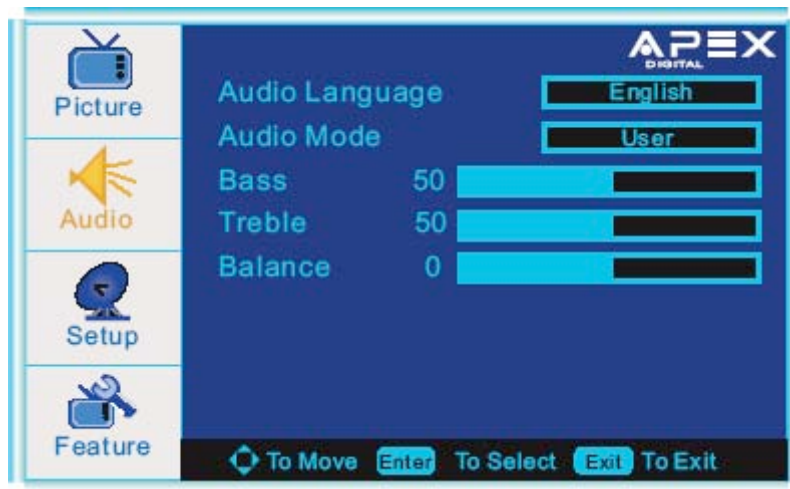 APEX
DIGITAL
Picture
Audio
Setup
Feature
Audio Language English
Audio Mode User
Bass 50
Treble 50
Balance 0
To Move Enter To Select Exit To Exit